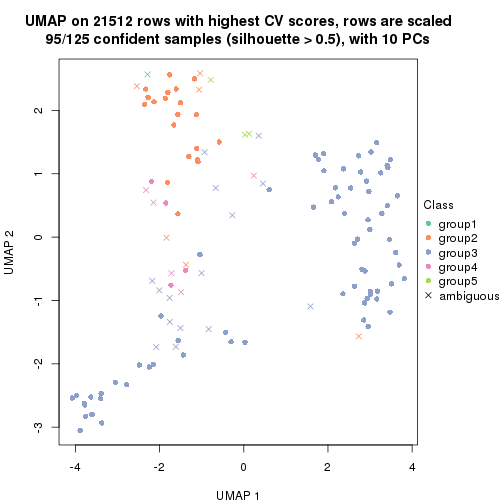 UMAP on 21512 rows with highest CV scores, rows are scaled
95/125 confident samples (silhouette > 0.5), with 10 PCs
2
1
0
-1
-2
-3
UMAP 2
-4
-2
0
2
4
UMAP 1
Class
group1
group2
group3
group4
group5
ambiguous